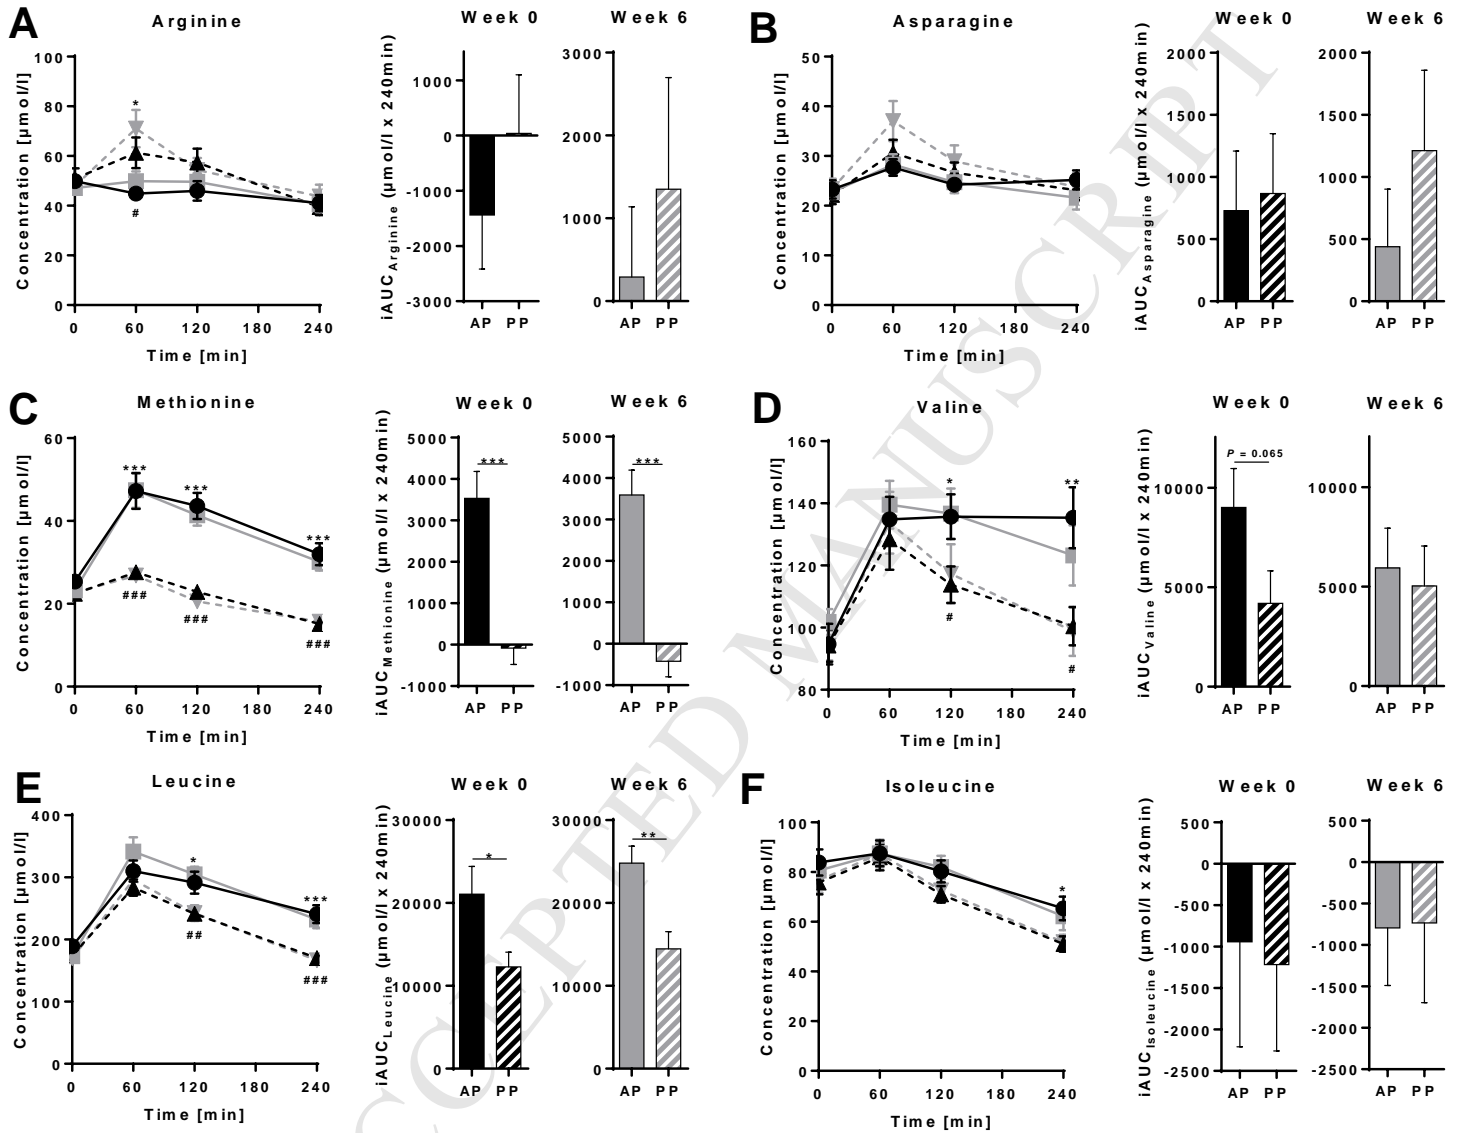 A
Arginine
Concentration [µmol/l]
100
80
60
40
20
0
*
#
0 60 120 180 240
Time [min]
iAUC Arginine (µmol/l x 240min)
Week 0
1000
0
-1000
-2000
-3000
AP PP
Week 6
3000
2000
1000
0
AP PP
B
Asparagine
Concentration [µmol/l]
50
40
30
20
10
0
0 60 120 180 240
Time [min]
iAUC Asparagine (µmol/l x 240min)
Week 0
2000
1500
1000
500
0
AP PP
Week 6
2000
1500
1000
500
0
AP PP
C
Methionine
Concentration [µmol/l]
60
40
20
0
***
***
***
###
###
###
0 60 120 180 240
Time [min]
iAUC Methionine (µmol/l x 240min)
Week 0
5000
4000
3000
2000
1000
0
-1000
***
AP PP
Week 6
5000
4000
3000
2000
1000
0
-1000
***
AP PP
D
Valine
Concentration [µmol/l]
160
140
120
100
80
*
**
#
#
0 60 120 180 240
Time [min]
iAUC Valine (µmol/l x 240min)
Week 0
P = 0.065
10000
5000
0
AP PP
Week 6
10000
5000
0
AP PP
E
Leucine
Concentration [µmol/l]
400
300
200
100
0
*
***
##
###
0 60 120 180 240
Time [min]
iAUC Leucine (µmol/l x 240min)
Week 0
30000
20000
10000
0
*
AP PP
Week 6
30000
20000
10000
0
**
AP PP
F
Isoleucine
Concentration [µmol/l]
100
80
60
40
20
0
*
0 60 120 180 240
Time [min]
iAUC Isoleucine (µmol/l x 240min)
Week 0
500
0
-500
-1000
-1500
-2000
-2500
AP PP
Week 6
500
0
-500
-1000
-1500
-2000
-2500
AP PP
CCEPTED MANUSCRIPT